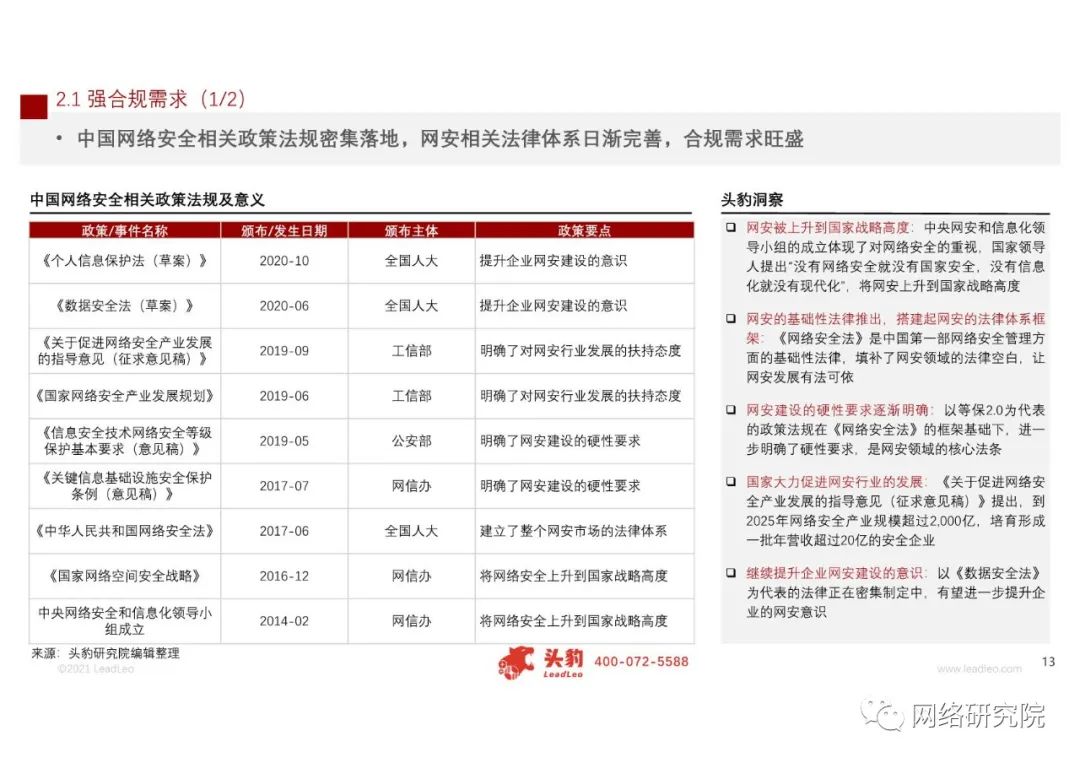 2.1 强合规需求（1/2）
• 中国网络安全相关政策法规密集落地，网安相关法律体系日渐完善，合规需求旺盛
中国网络安全相关政策法规及意义
政策/事件名称 颁布/发生日期 颁布主体 政策要点
《个人信息保护法（草案）》 2020-10 全国人大 提升企业网安建设的意识
《数据安全法（草案）》 2020-06 全国人大 提升企业网安建设的意识
《关于促进网络安全产业发展
的指导意见（征求意见稿）》 2019-09 工信部 明确了对网安行业发展的扶持态度
《国家网络安全产业发展规划》 2019-06 工信部 明确了对网安行业发展的扶持态度
《信息安全技术网络安全等级
保护基本要求（意见稿）》 2019-05 公安部 明确了网安建设的硬性要求
《关键信息基础设施安全保护
条例（意见稿）》 2017-07 网信办 明确了网安建设的硬性要求
《中华人民共和国网络安全法》 2017-06 全国人大 建立了整个网安市场的法律体系
《国家网络空间安全战略》 2016-12 网信办 将网络安全上升到国家战略高度
中央网络安全和信息化领导小
组成立 2014-02 网信办 将网络安全上升到国家战略高度
来源：头豹研究院编辑整理
©2021 LeadLeo
头豹 LeadLeo 400-072-5588
头豹洞察
❑ 网安被上升到国家战略高度：中央网安和信息化领
导小组的成立体现了对网络安全的重视，国家领导
人提出“没有网络安全就没有国家安全，没有信息
化就没有现代化”，将网安上升到国家战略高度
❑ 网安的基础性法律推出，搭建起网安的法律体系框
架：《网络安全法》是中国第一部网络安全管理方
面的基础性法律，填补了网安领域的法律空白，让
网安发展有法可依
❑ 网安建设的硬性要求逐渐明确：以等保2.0为代表
的政策法规在《网络安全法》的框架基础下，进一
步明确了硬性要求，是网安领域的核心法条
❑ 国家大力促进网安行业的发展：《关于促进网络安
全产业发展的指导意见（征求意见稿）》提出，到
2025年网络安全产业规模超过2,000亿，培育形成
一批年营收超过20亿的安全企业
❑ 继续提升企业网安建设的意识：以《数据安全法》
为代表的法律正在密集制定中，有望进一步提升企
业的网安意识
www.leadleo.com 13
网络研究院